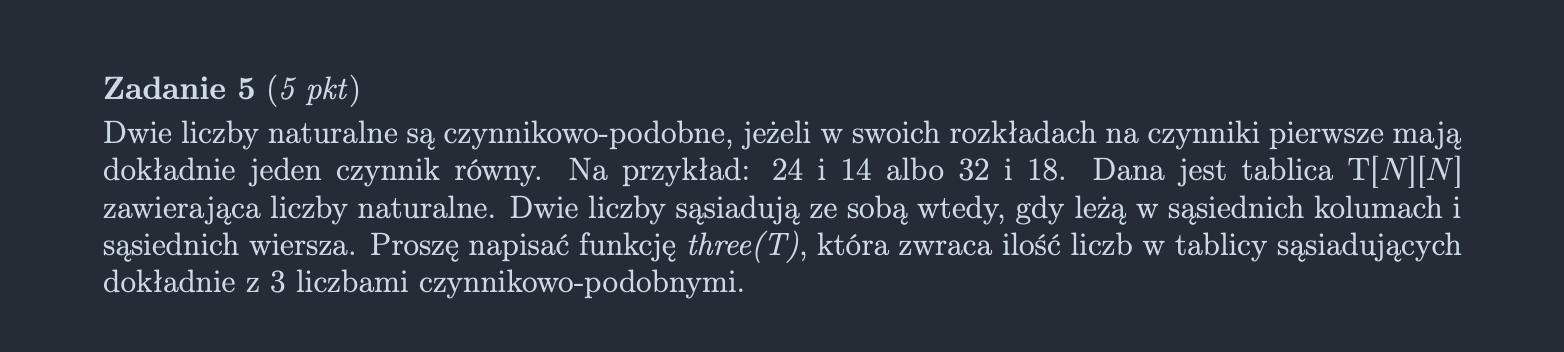 Zadanie 5 (5 pkt)
Dwie liczby naturalne są czynnikowo-podobne, jeżeli w swoich rozkładach na czynniki pierwsze mają
dokładnie jeden czynnik równy. Na przykład: 24 i 14 albo 32 i 18. Dana jest tablica T[N][N]
zawierająca liczby naturalne. Dwie liczby sąsiadują ze sobą wtedy, gdy leżą w sąsiednich kolumach i
sąsiednich wiersza. Proszę napisać funkcję three(T), która zwraca ilość liczb w tablicy sąsiadujących
dokładnie z 3 liczbami czynnikowo-podobnymi.